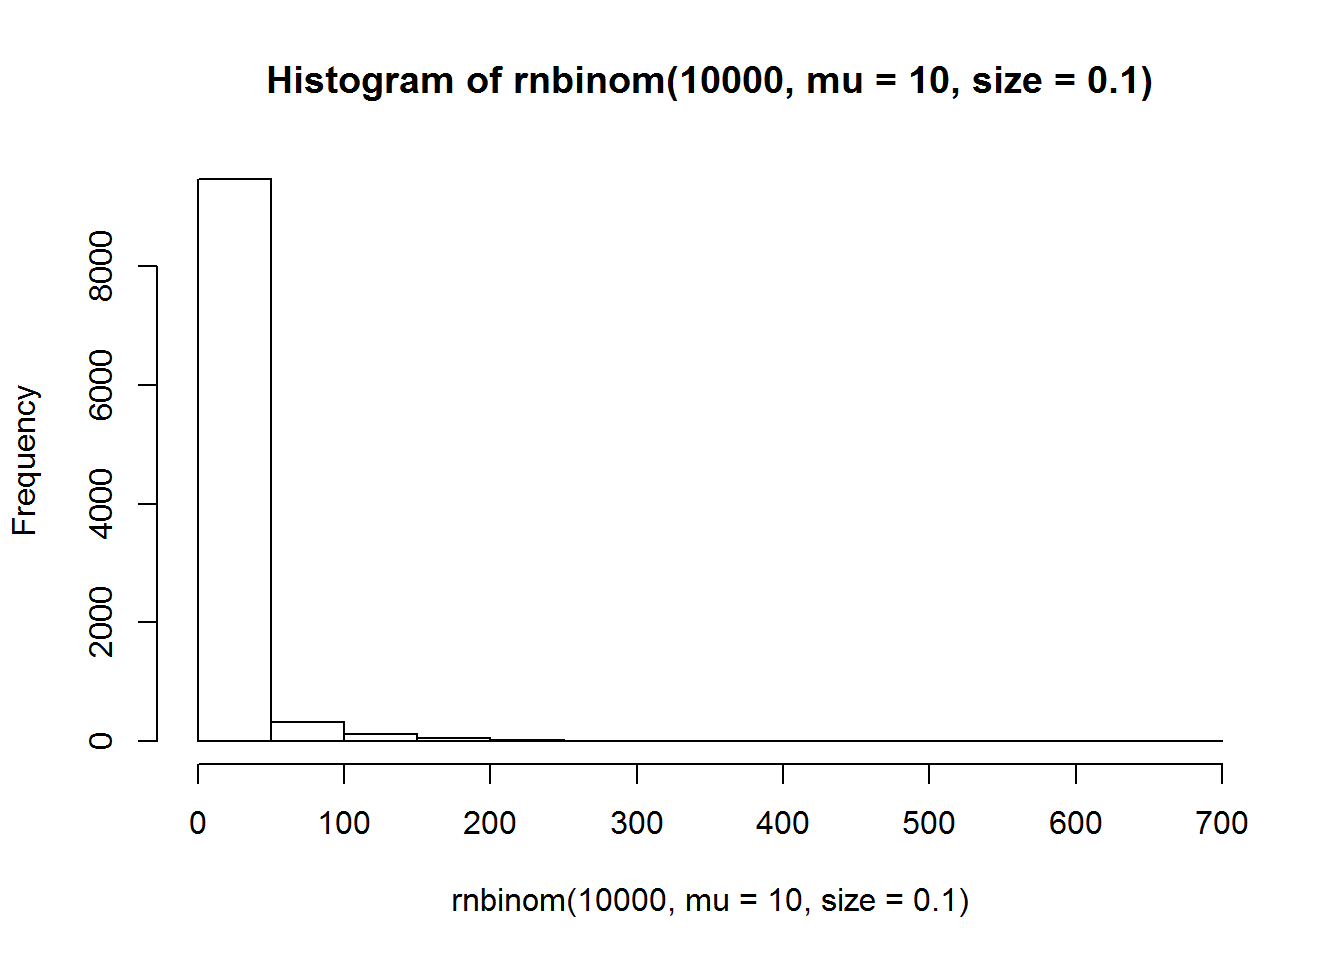 Histogram of rnbinom(10000, mu = 10, size = 0.1)
Frequency
8000
6000
4000
2000
0
0 100 200 300 400 500 600 700
rnbinom(10000, mu = 10, size = 0.1)